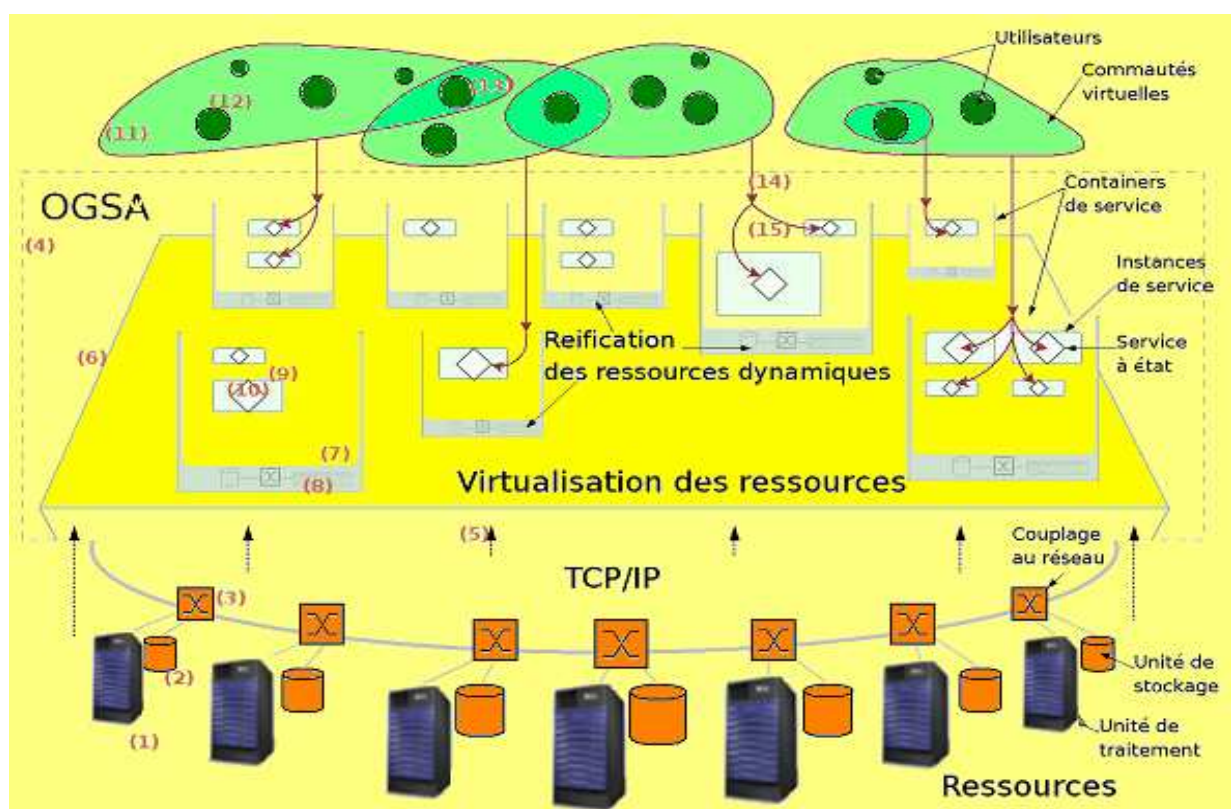 Utilisateurs
Commautés
virtuelles
(13)
(12)
(11)
(14)
Containers
de service
OGSA
(15)
(4)
Instances
de service
Reification
des ressources dynamiques
Service
à état
(6)
(9)
(10)
(7)
(8)
Virtualisation des ressources
(5)
Couplage
au réseau
TCP/IP
(3)
(2)
Unité de
stockage
(1)
Unité de
traitement
Ressources